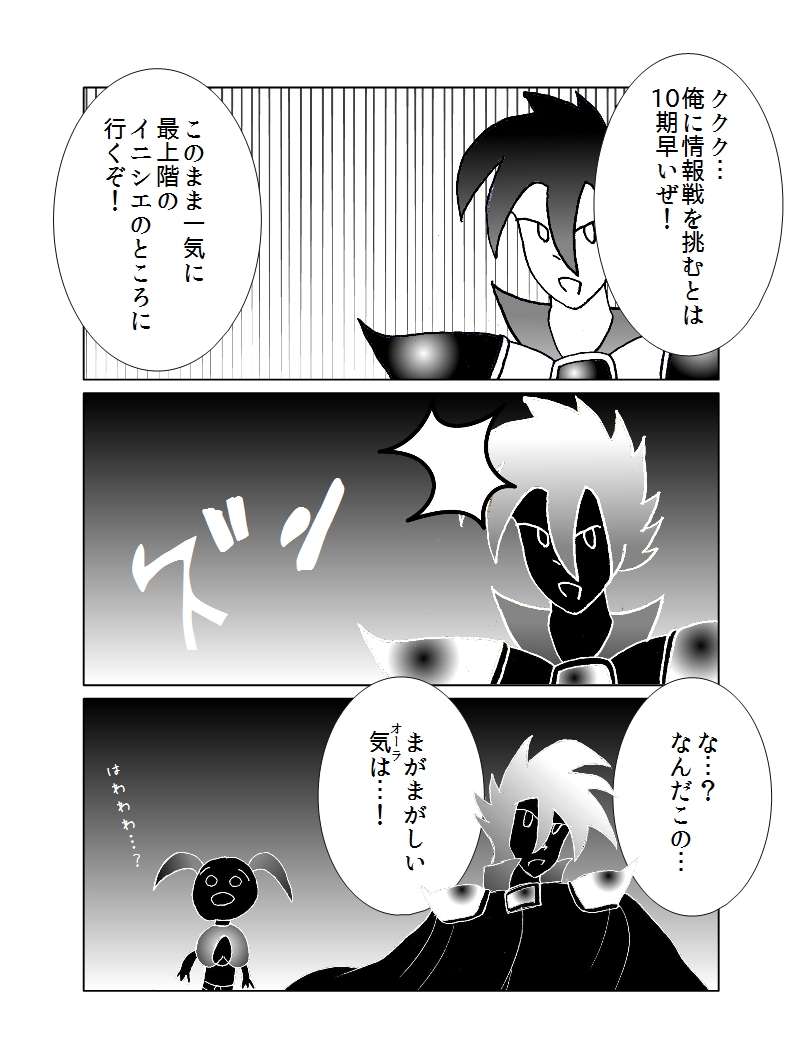 ククク…
俺に情報戦を挑むとは
10期早いぜ！
このまま一気に
最上階の
イニシエのところに
行くぞ！
ズン
な…？
なんだこの…
まがまがしい
オーラ
気は…！
はわわわ…？